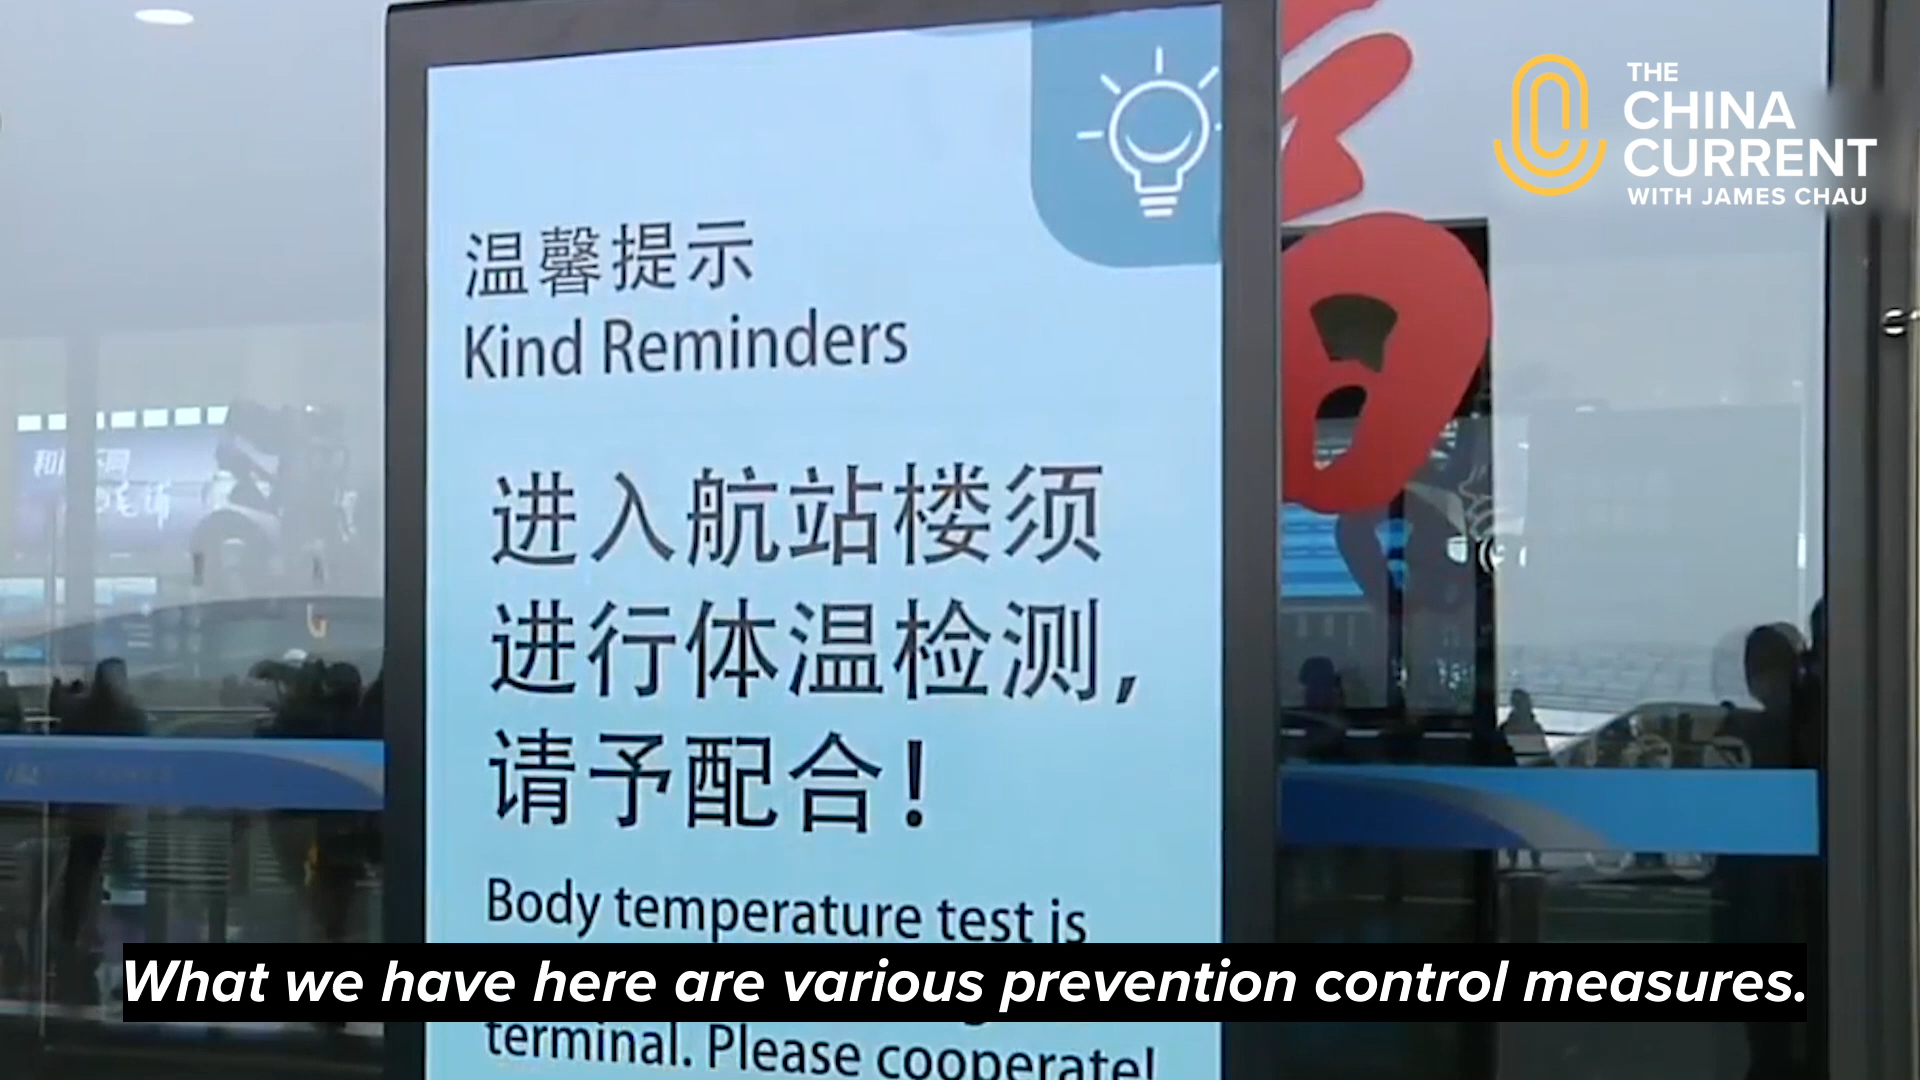 THE
CHINA
CURRENT
WITH JAMES CHAU
温馨提示
Kind Reminders
进入航站楼须
进行体温检测,
请予配合!
Body temperature test is
terminal. Please cooperate!
What we have here are various prevention control measures.